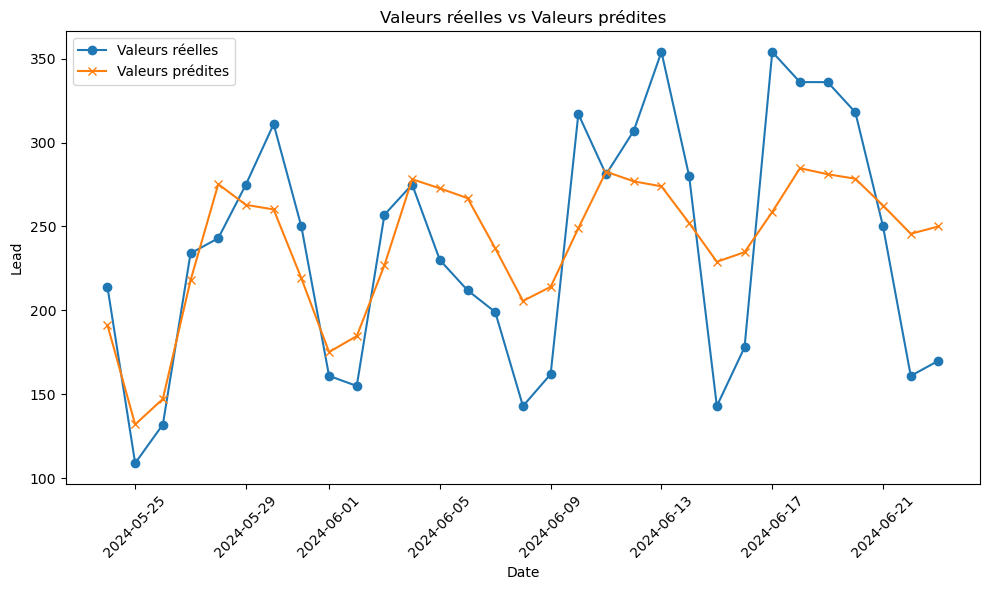 Valeurs réelles vs Valeurs prédites
Valeurs réelles
Valeurs prédites
350
300
250
200
150
100
Lead
2024-05-25
2024-05-29
2024-06-01
2024-06-05
2024-06-09
2024-06-13
2024-06-17
2024-06-21
Date